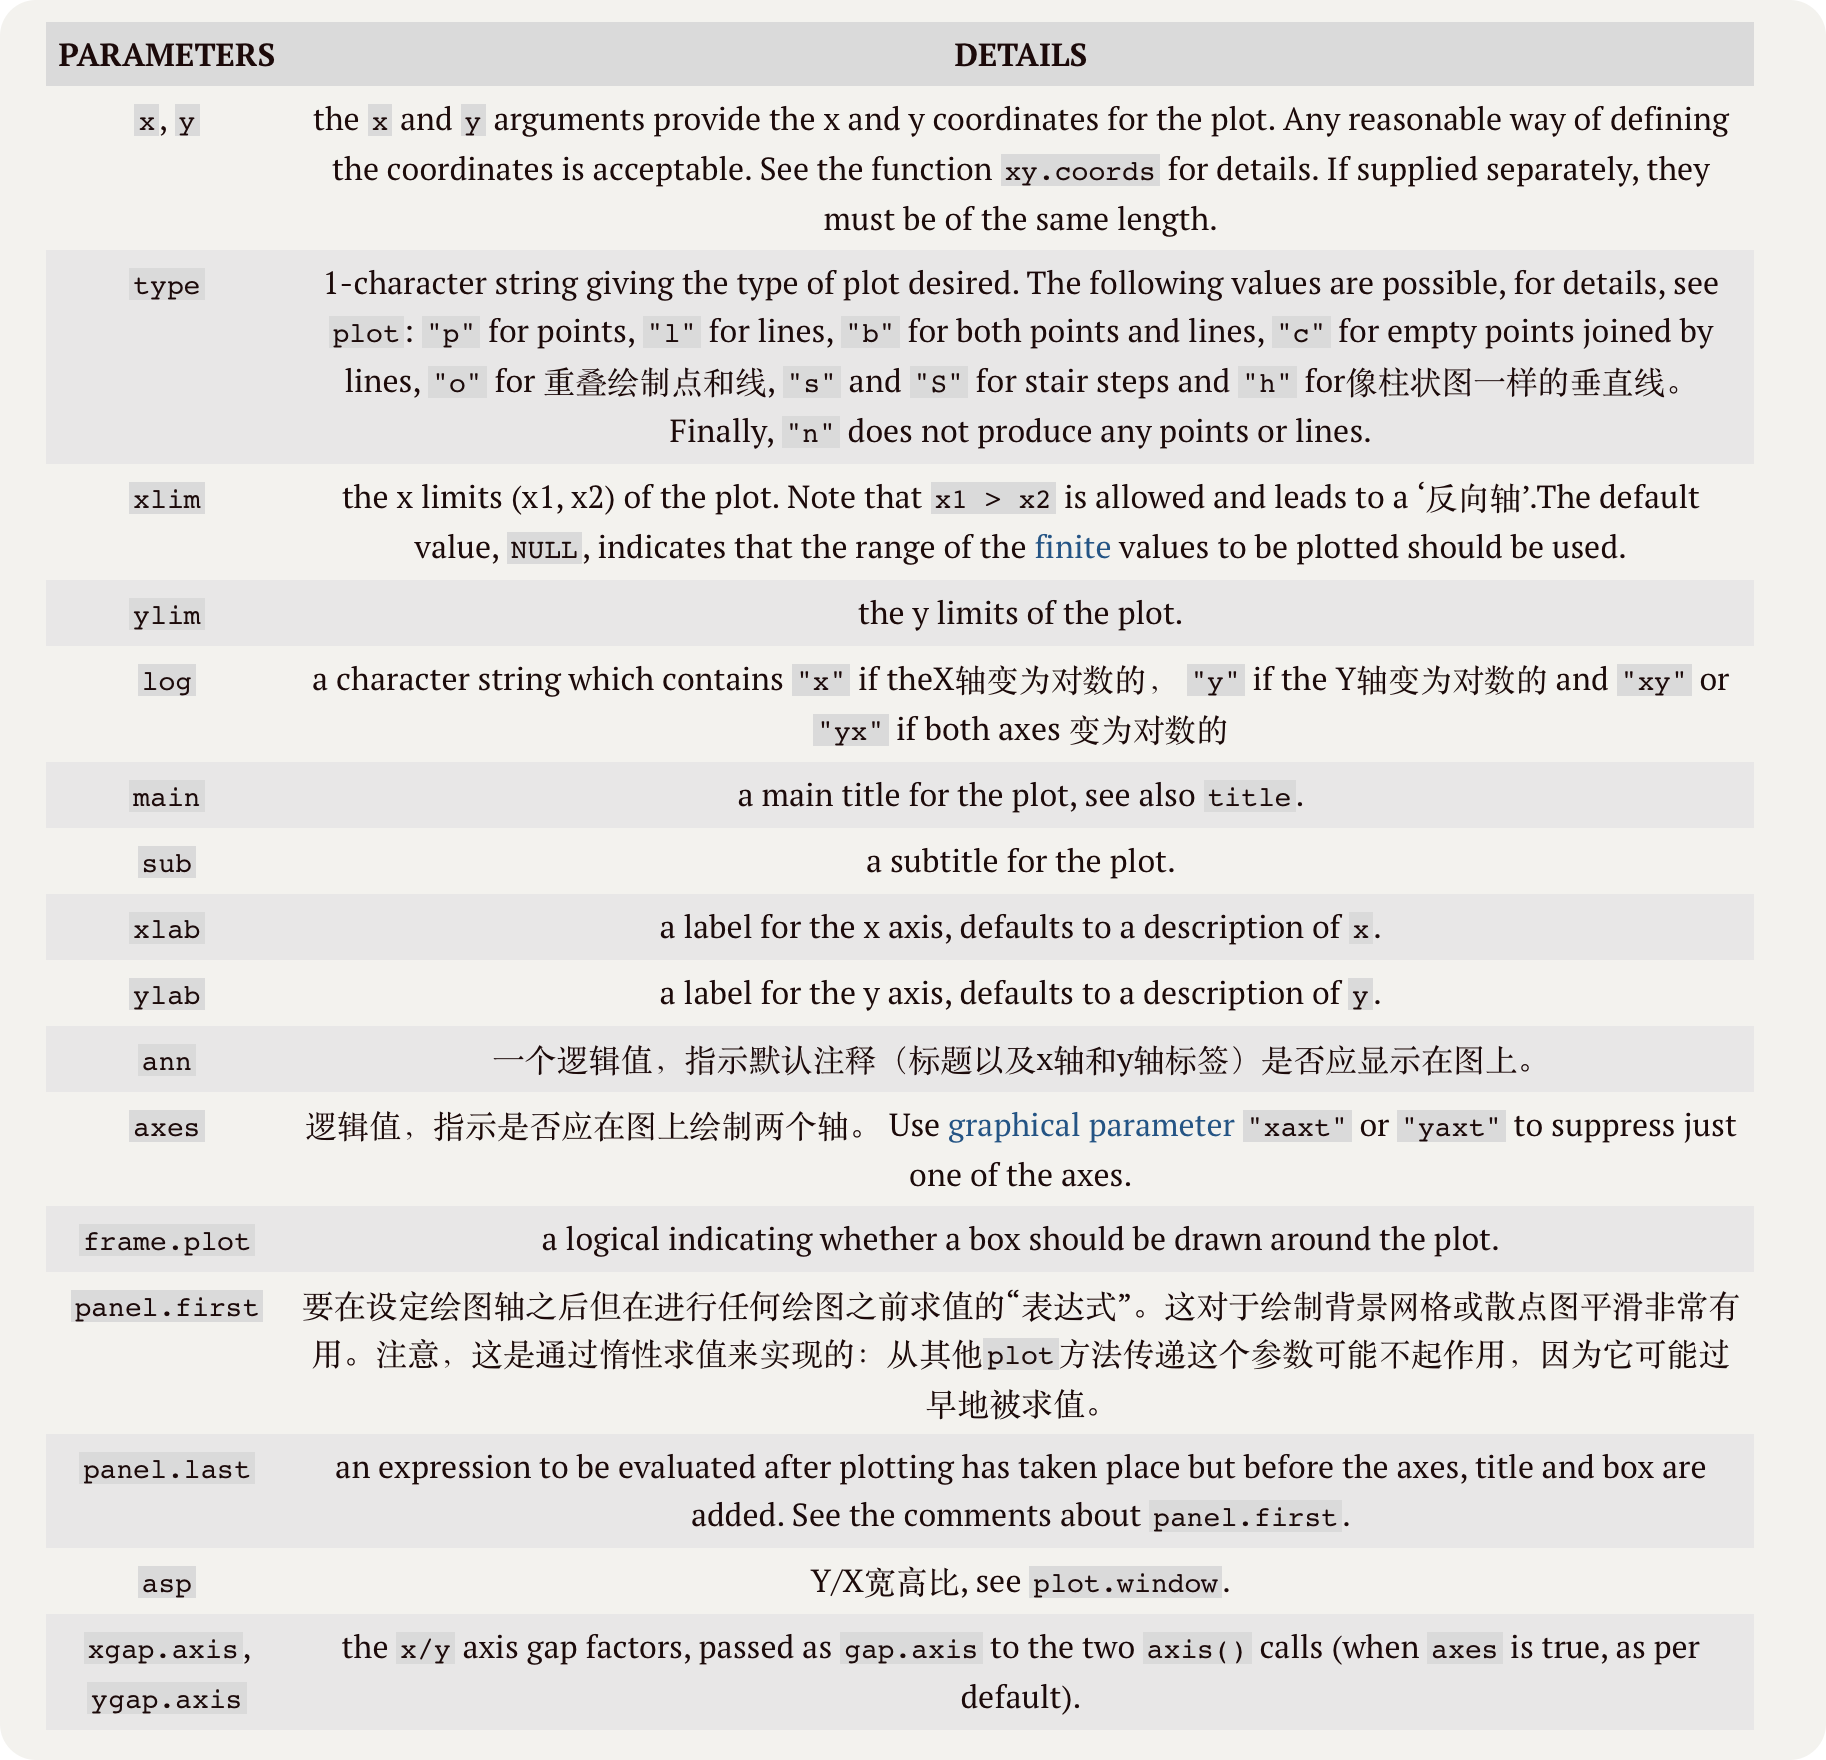 PARAMETERS DETAILS
x, y the x and y arguments provide the x and y coordinates for the plot. Any reasonable way of defining
the coordinates is acceptable. See the function xy.coords for details. If supplied separately, they
must be of the same length.
type 1-character string giving the type of plot desired. The following values are possible, for details, see
plot: "p" for points, "l" for lines, "b" for both points and lines, "c" for empty points joined by
lines, "o" for 重叠绘制点和线, "s" and "S" for stair steps and "h" for像柱状图一样的垂直线。
Finally, "n" does not produce any points or lines.
xlim the x limits (x1, x2) of the plot. Note that x1 > x2 is allowed and leads to a ‘反向轴’.The default
value, NULL, indicates that the range of the finite values to be plotted should be used.
ylim the y limits of the plot.
log a character string which contains "x" if theX轴变为对数的， "y" if the Y轴变为对数的 and "xy" or
"yx" if both axes 变为对数的
main a main title for the plot, see also title.
sub a subtitle for the plot.
xlab a label for the x axis, defaults to a description of x.
ylab a label for the y axis, defaults to a description of y.
ann 一个逻辑值，指示默认注释（标题以及x轴和y轴标签）是否应显示在图上。
axes 逻辑值，指示是否应在图上绘制两个轴。 Use graphical parameter "xaxt" or "yaxt" to suppress just
one of the axes.
frame.plot a logical indicating whether a box should be drawn around the plot.
panel.first 要在设定绘图轴之后但在进行任何绘图之前求值的“表达式”。这对于绘制背景网格或散点图平滑非常有
用。注意，这是通过惰性求值来实现的：从其他plot方法传递这个参数可能不起作用，因为它可能过
早地被求值。
panel.last an expression to be evaluated after plotting has taken place but before the axes, title and box are
added. See the comments about panel.first.
asp Y/X宽高比, see plot.window.
xgap.axis, the x/y axis gap factors, passed as gap.axis to the two axis() calls (when axes is true, as per
ygap.axis default).